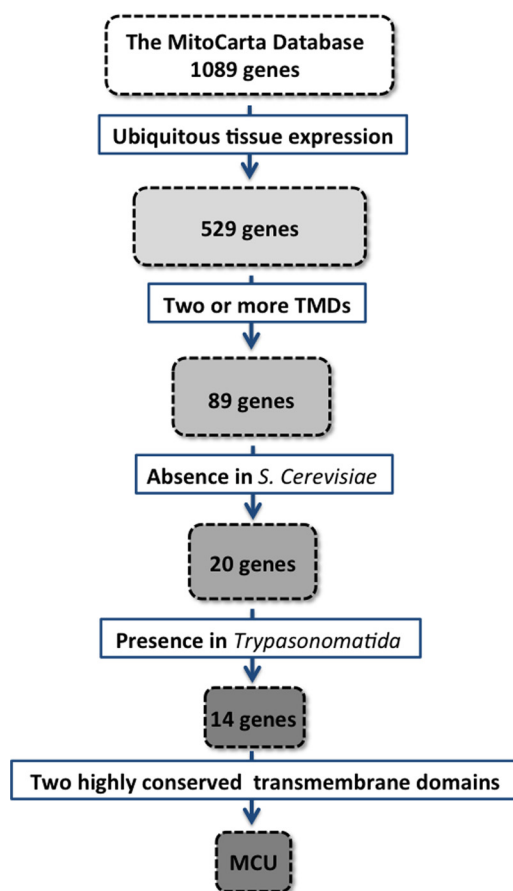 The MitoCarta Database
1089 genes
Ubiquitous tissue expression
529 genes
Two or more TMDs
89 genes
Absence in S. Cerevisiae
20 genes
Presence in Trypasonomatida
14 genes
Two highly conserved transmembrane domains
MCU